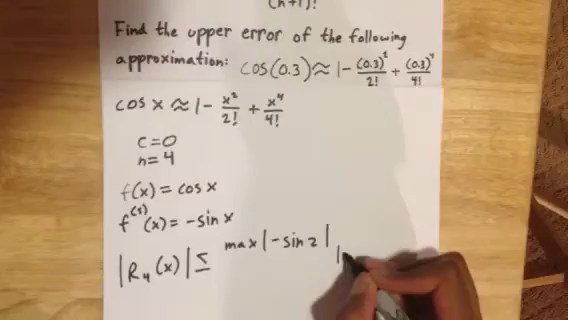 (n+1)!
Find the upper error of the following
approximation: cos(0.3)≈1-(0.3)²/2!+(0.3)⁴/4!
cos x ≈ 1-x²/2!+x⁴/4!
c=0
n=4
f(x)=cos x
f⁽⁵⁾(x)=-sin x
|R₄(x)|≤ max|-sin z|